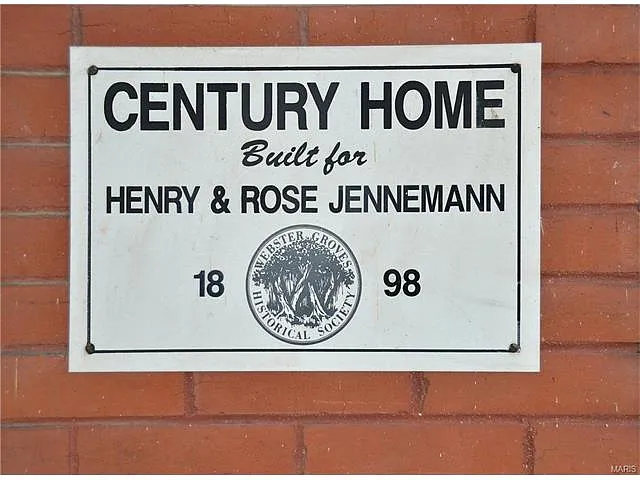 CENTURY HOME
Built for
HENRY & ROSE JENNEMANN
18 98
WEBSTER GROVES
HISTORICAL SOCIETY
MARIS